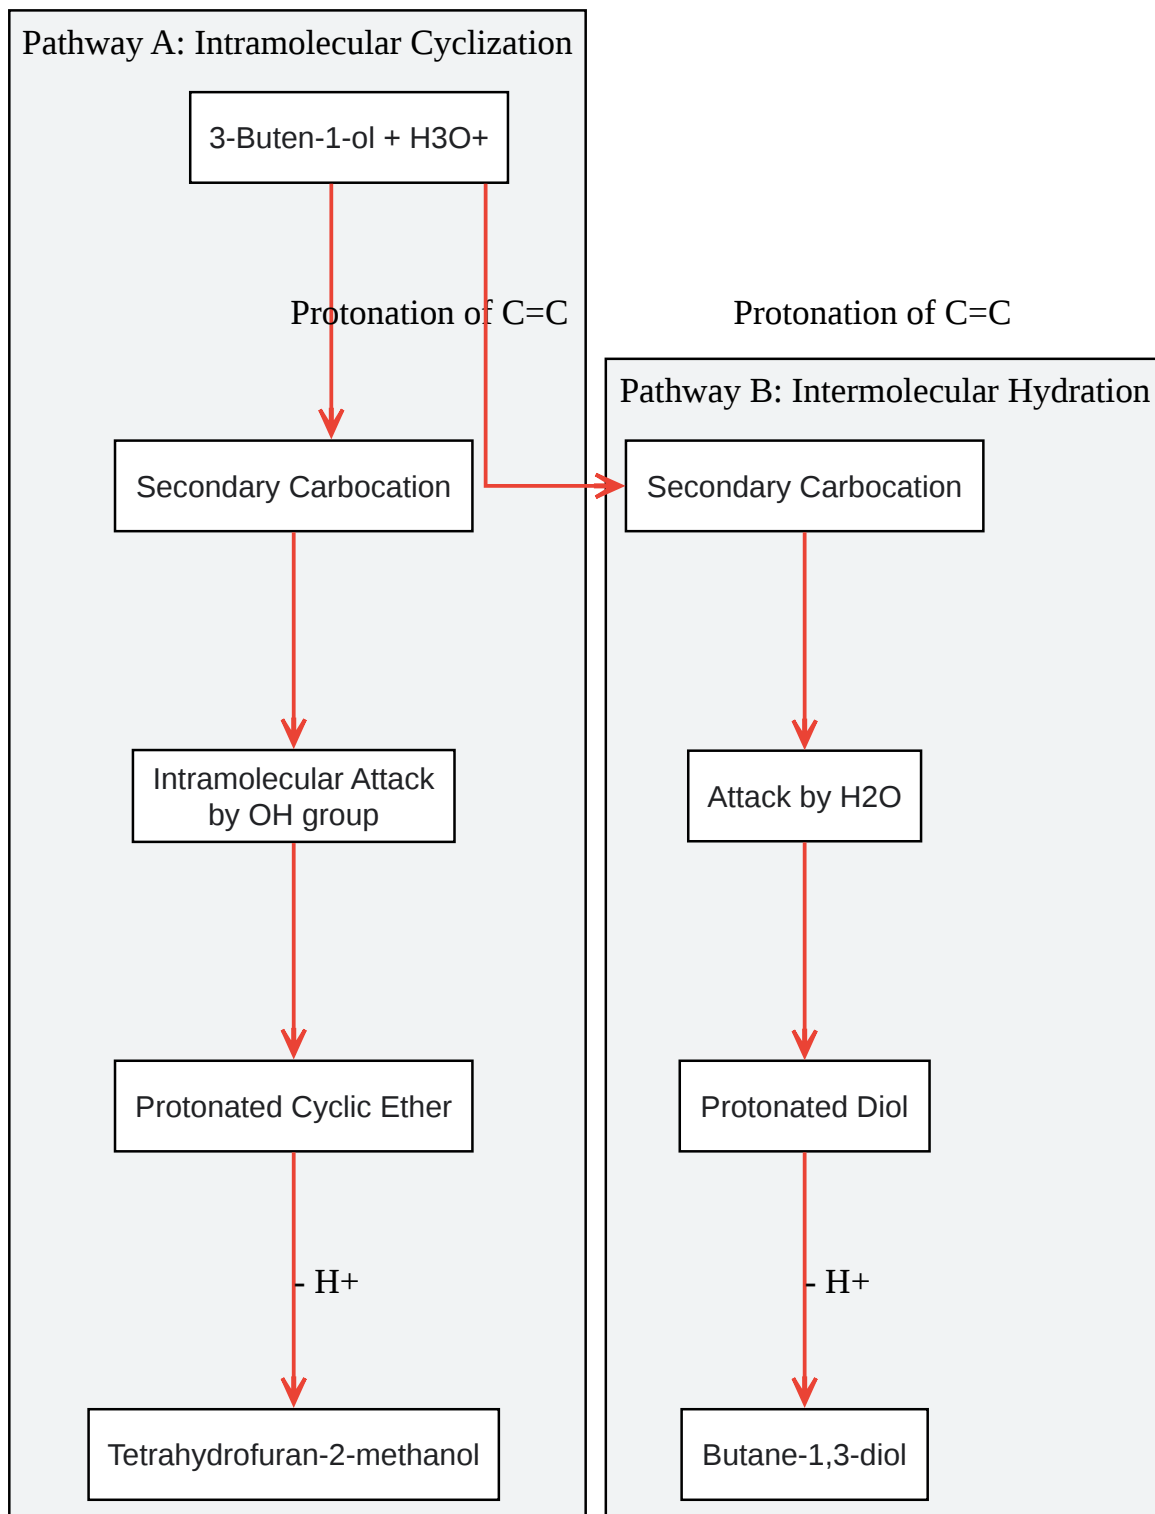 Pathway A: Intramolecular Cyclization
3-Buten-1-ol + H3O+
Protonation of C=C
Secondary Carbocation
Intramolecular Attack
by OH group
Protonated Cyclic Ether
- H+
Tetrahydrofuran-2-methanol
Protonation of C=C
Pathway B: Intermolecular Hydration
Secondary Carbocation
Attack by H2O
Protonated Diol
- H+
Butane-1,3-diol